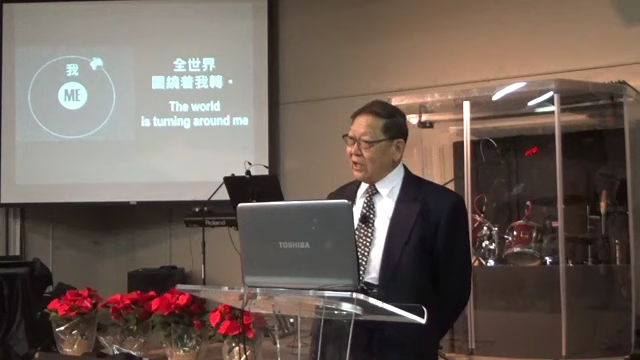 我
ME
全世界
圍繞着我轉。
The world
is turning around me
Roland
TOSHIBA